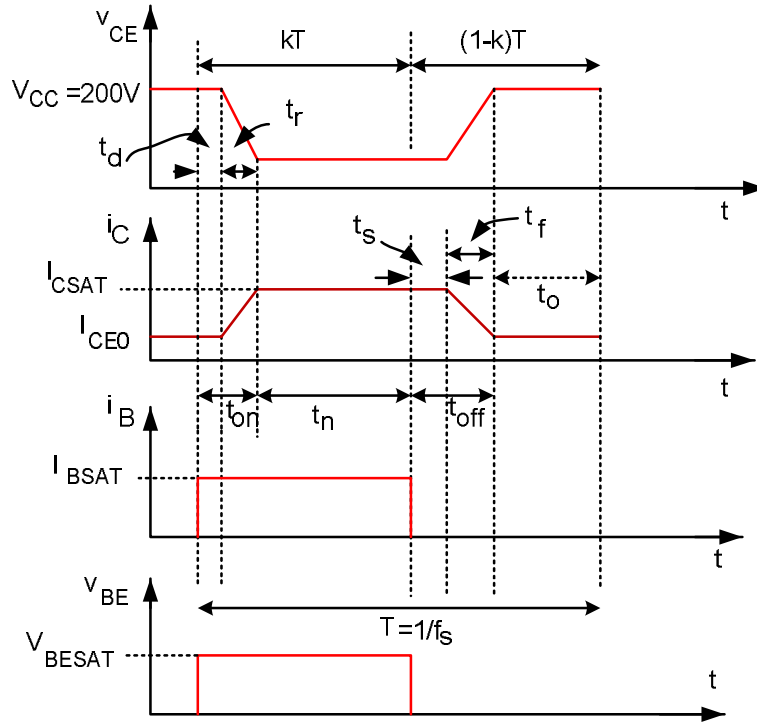 vCE
kT
(1-k)T
VCC =200V
tr
td
t
iC
ts
tf
ICSAT
to
ICE0
t
iB
ton
tn
toff
IBSAT
t
vBE
T=1/fs
VBESAT
t